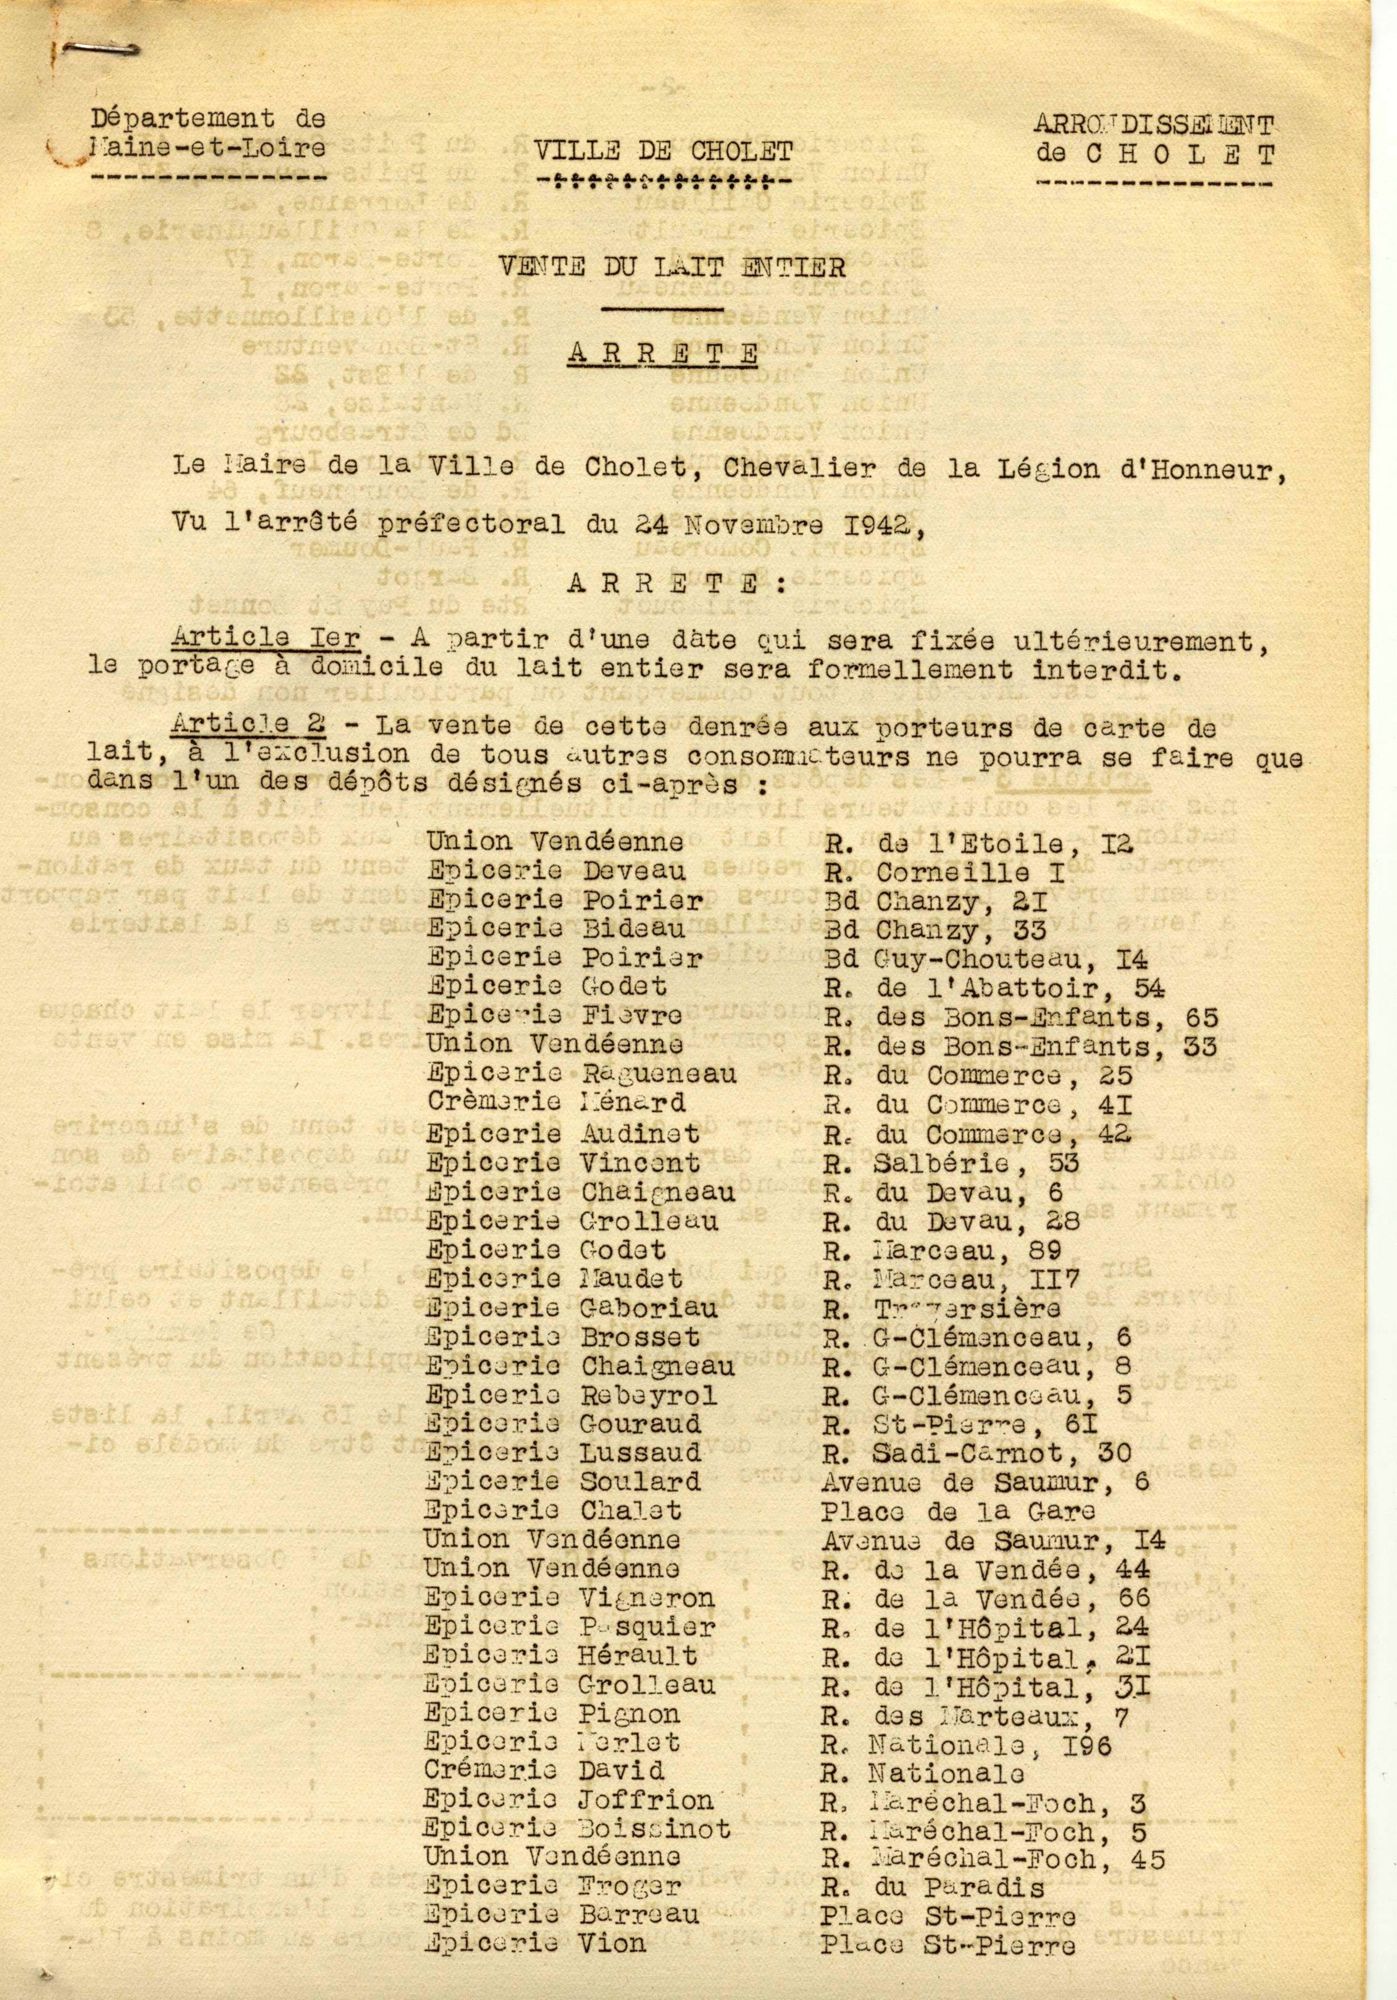 Département de
Maine-et-Loire
VILLE DE CHOLET
ARRONDISSEMENT
de C H O L E T
VENTE DU LAIT ENTIER
A R R E T E
Le Maire de la Ville de Cholet, Chevalier de la Légion d'Honneur,
Vu l'arrêté préfectoral du 24 Novembre I942,
A R R E T E :
Article Ier - A partir d'une dàte qui sera fixée ultérieurement,
le portage à domicile du lait entier sera formellement interdit.
Article 2 - La vente de cette denrée aux porteurs de carte de
lait, à l'exclusion de tous autres consommateurs ne pourra se faire que
dans l'un des dépôts désignés ci-après :
Union Vendéenne R. de l'Etoile, I2
Epicerie Deveau R. Corneille I
Epicerie Poirier Bd Chanzy, 2I
Epicerie Bideau Bd Chanzy, 33
Epicerie Poirier Bd Guy-Chouteau, I4
Epicerie Godet R. de l'Abattoir, 54
Epicerie Fievre R. des Bons-Enfants, 65
Union Vendéenne R. des Bons-Enfants, 33
Epicerie Ragueneau R. du Commerce, 25
Crèmerie Ménard R. du Commerce, 4I
Epicerie Audinet R. du Commerce, 42
Epicerie Vincent R. Salbérie, 53
Epicerie Chaigneau R. du Devau, 6
Epicerie Grolleau R. du Devau, 28
Epicerie Godet R. Marceau, 89
Epicerie Naudet R. Marceau, II7
Epicerie Gaboriau R. Traversière
Epicerie Brosset R. G-Clémenceau, 6
Epicerie Chaigneau R. G-Clémenceau, 8
Epicerie Rebeyrol R. G-Clémenceau, 5
Epicerie Gouraud R. St-Pierre, 6I
Epicerie Lussaud R. Sadi-Carnot, 30
Epicerie Soulard Avenue de Saumur, 6
Epicerie Chalet Place de la Gare
Union Vendéenne Avenue de Saumur, I4
Union Vendéenne R. de la Vendée, 44
Epicerie Vigneron R. de la Vendée, 66
Epicerie Pasquier R. de l'Hôpital, 24
Epicerie Hérault R. de l'Hôpital, 2I
Epicerie Grolleau R. de l'Hôpital, 3I
Epicerie Pignon R. des Marteaux, 7
Epicerie R. Nationale, I96
Crémerie David R. Nationale
Epicerie Joffrion R. Maréchal-Foch, 3
Epicerie Boissinot R. Maréchal-Foch, 5
Union Vendéenne R. Maréchal-Foch, 45
Epicerie Froger R. du Paradis
Epicerie Barreau Place St-Pierre
Epicerie Vion Place St-Pierre